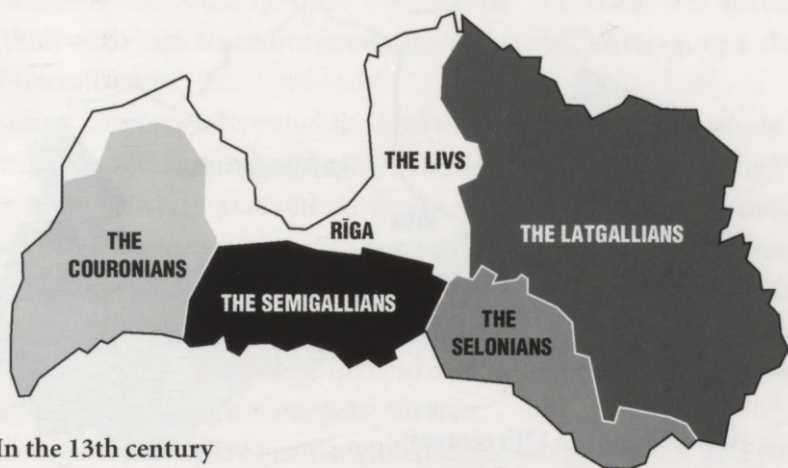 THE LIVS
RĪGA
THE
COURONIANS
THE LATGALLIANS
THE SEMIGALLIANS
THE
SELONIANS
In the 13th century